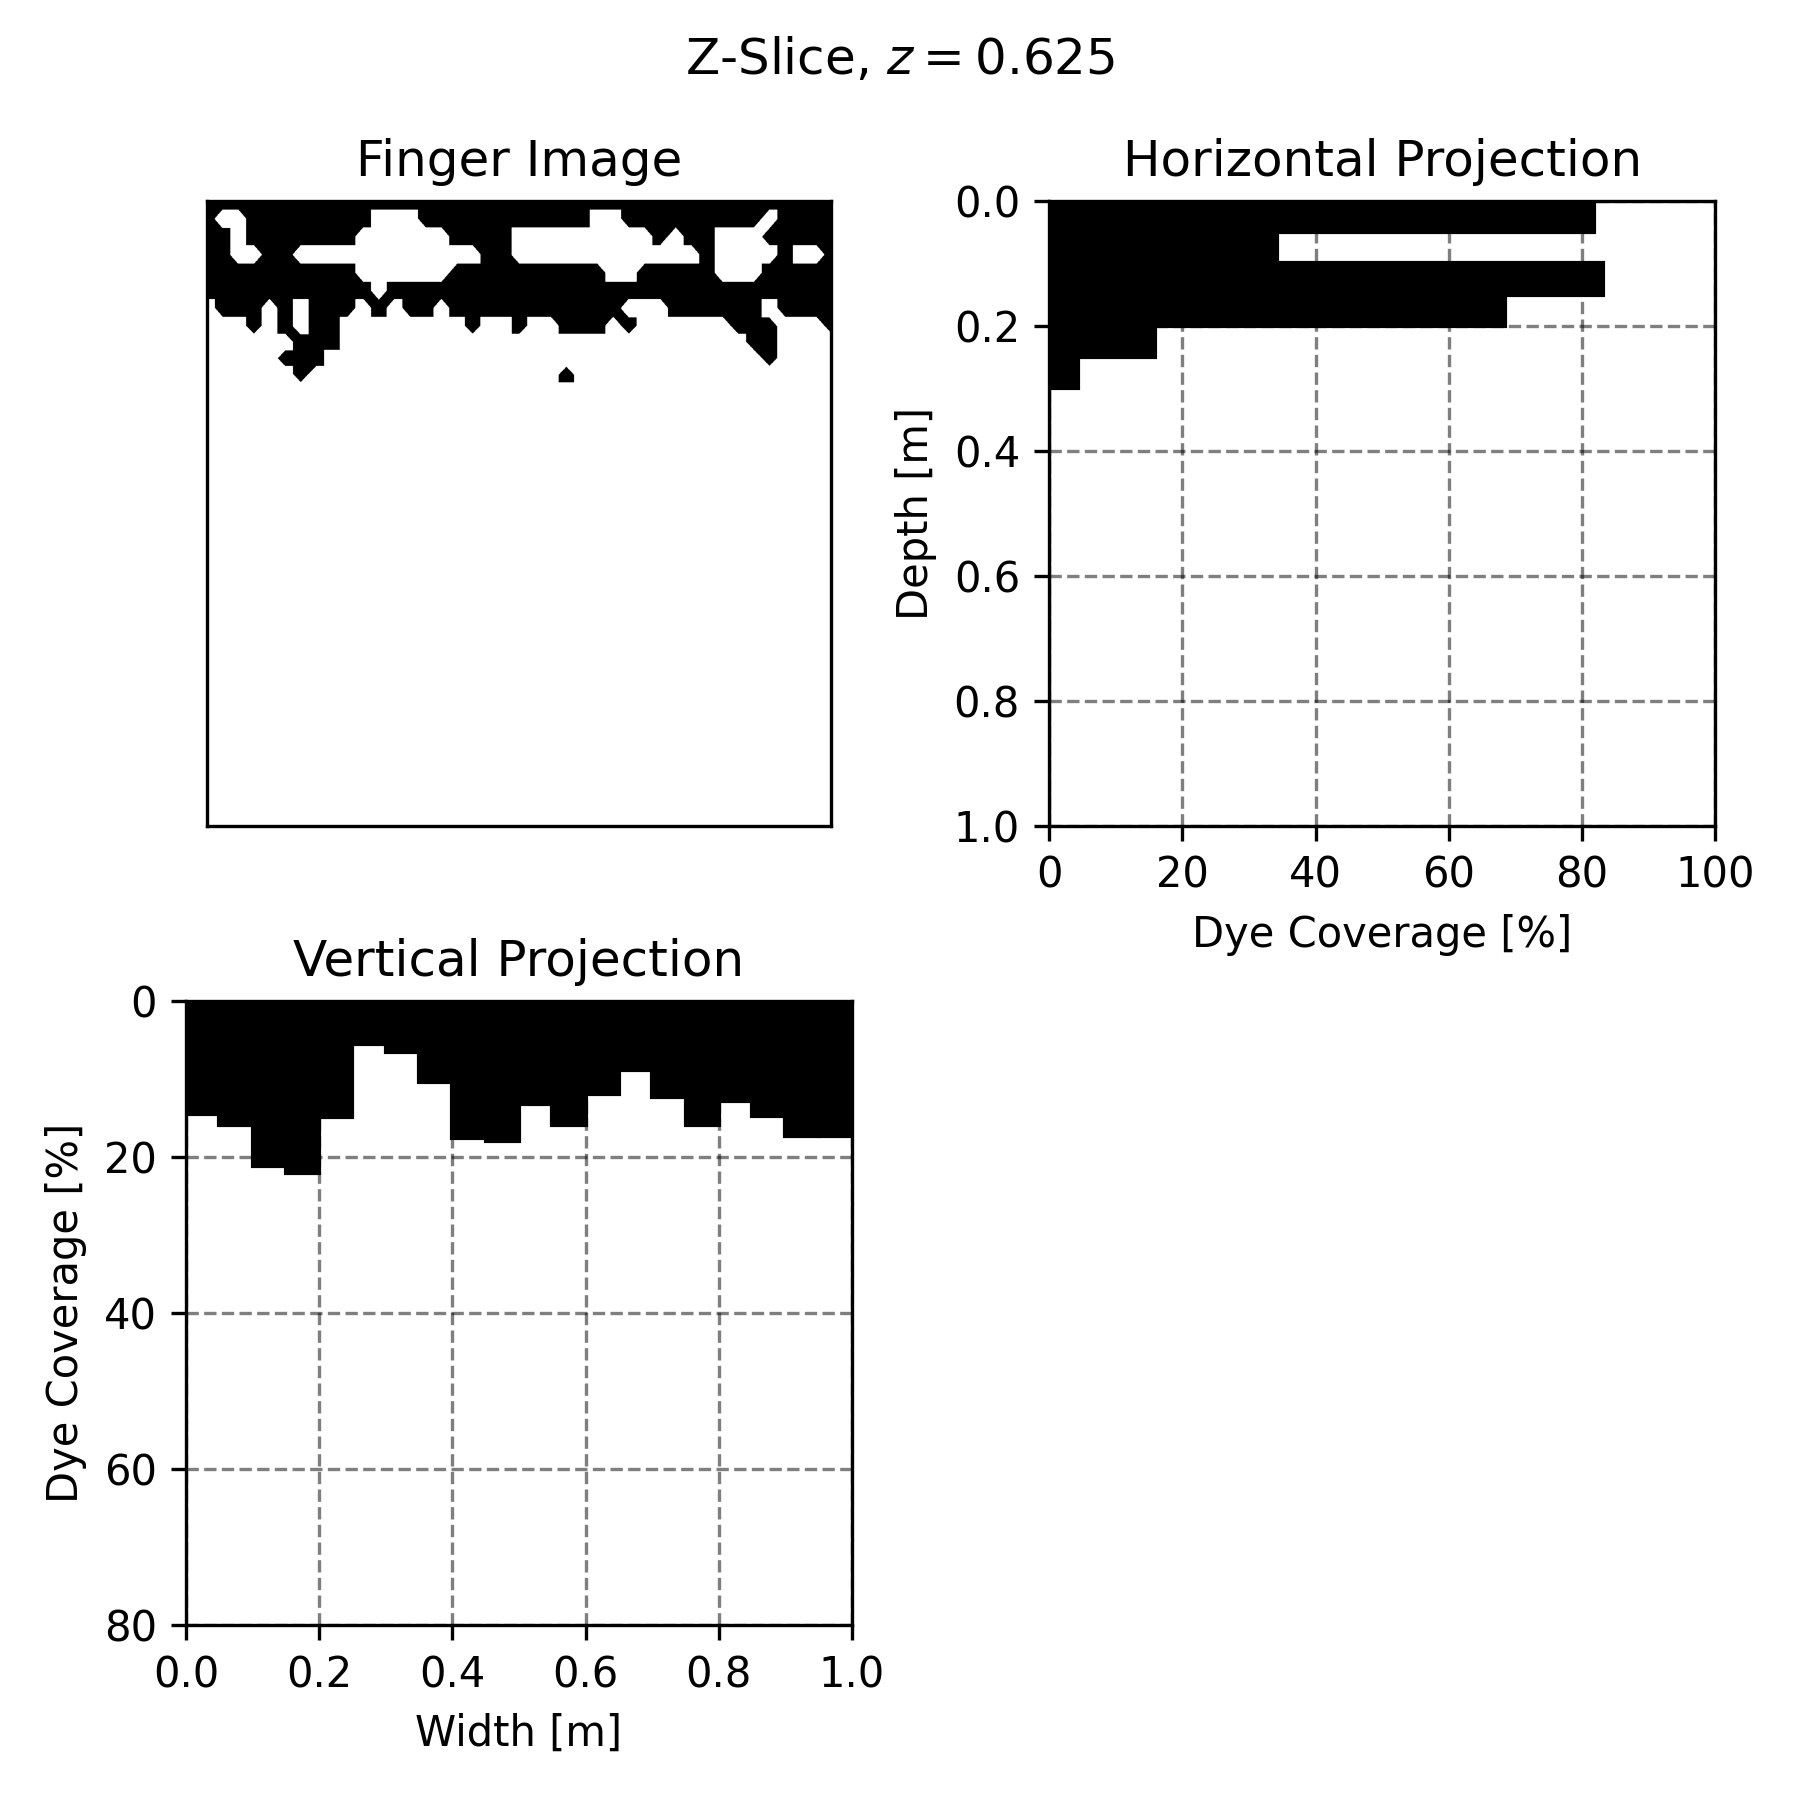 Z-Slice, z = 0.625
Finger Image
Horizontal Projection
0.0
0.2
0.4
0.6
0.8
1.0
Depth [m]
0 20 40 60 80 100
Dye Coverage [%]
Vertical Projection
0
20
40
60
80
Dye Coverage [%]
0.0 0.2 0.4 0.6 0.8 1.0
Width [m]